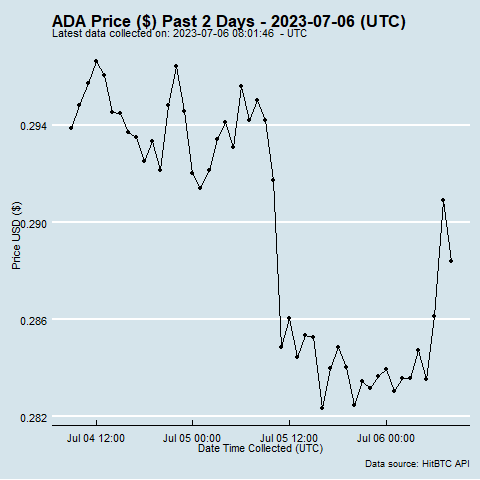 ADA Price ($) Past 2 Days - 2023-07-06 (UTC)
Latest data collected on: 2023-07-06 08:01:46 - UTC
0.294
0.290
0.286
0.282
Price USD ($)
Jul 04 12:00 Jul 05 00:00 Jul 05 12:00 Jul 06 00:00
Date Time Collected (UTC)
Data source: HitBTC API